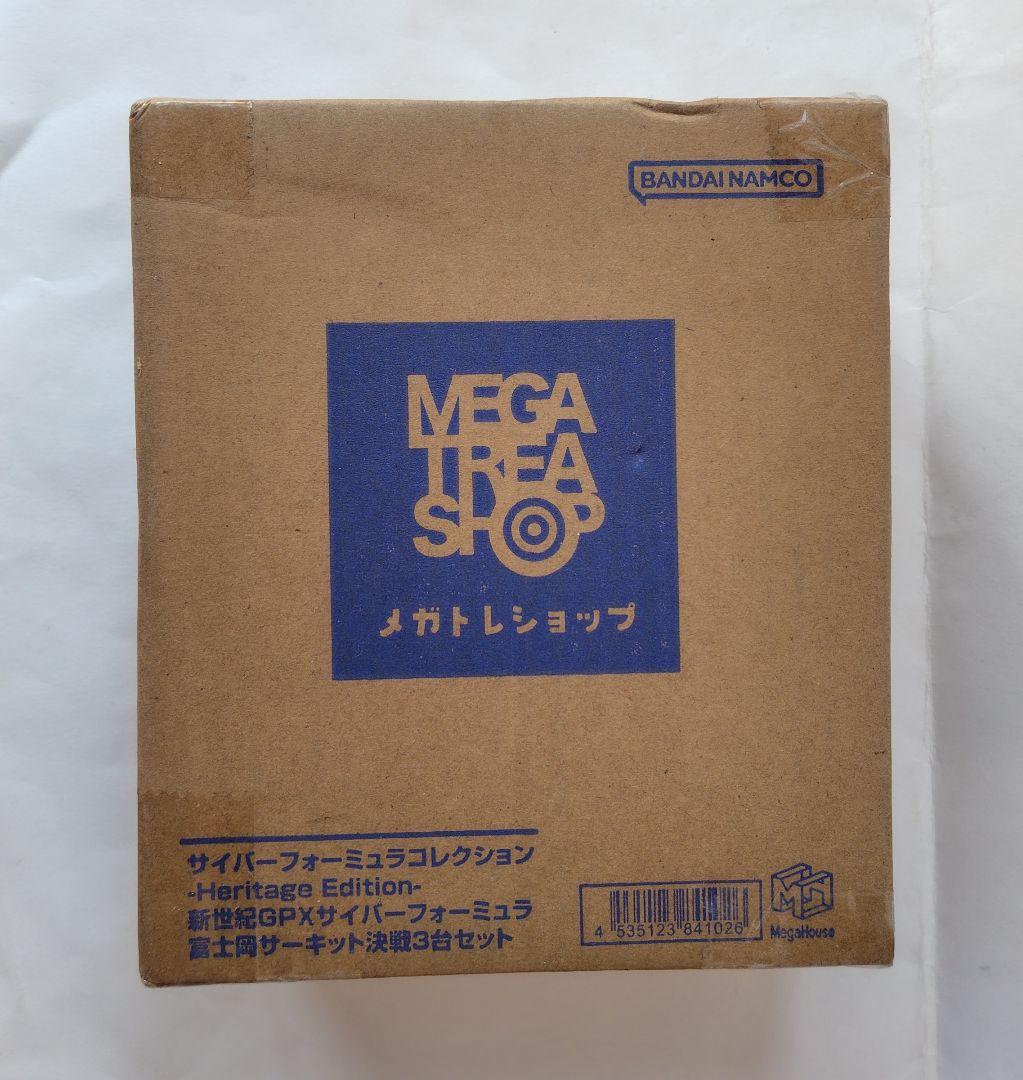 BANDAI NAMCO
MEGA
TREA
SHOP
メガトレショップ
サイバーフォーミュラコレクション
-Heritage Edition-
新世紀GPXサイバーフォーミュラ
富士岡サーキット決戦3台セット
4 535123 841026
MegaHouse